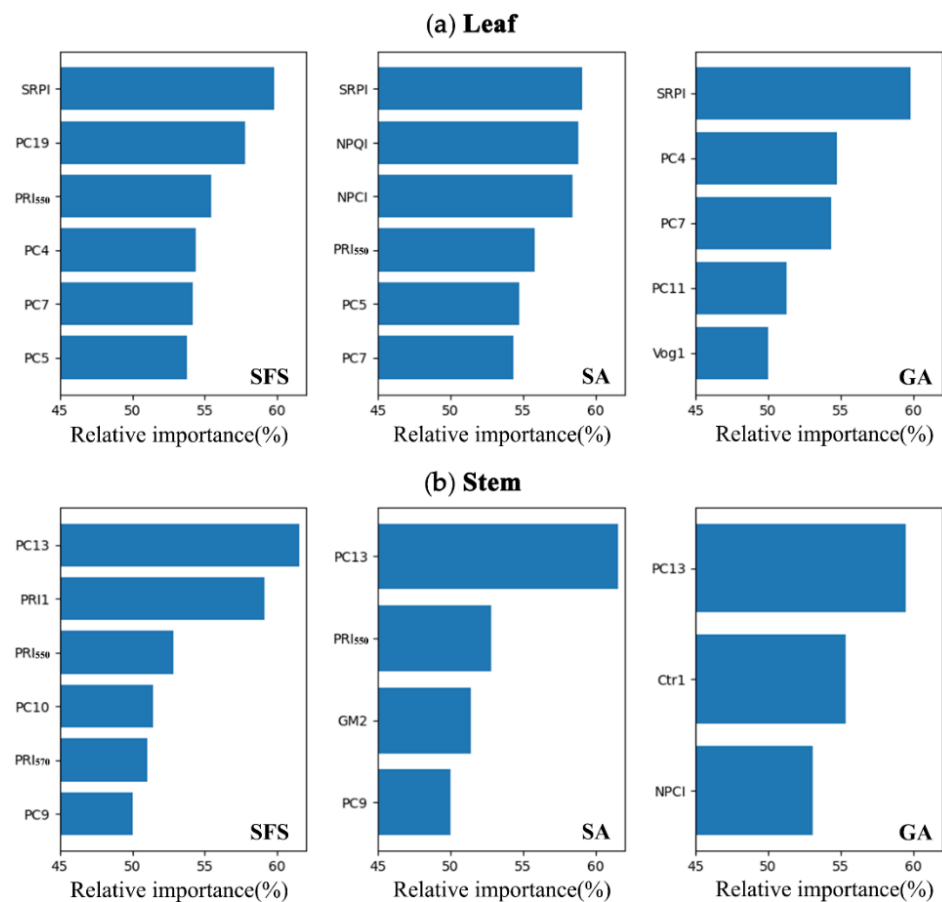 (a) Leaf
SRPI
PC19
PRI550
PC4
PC7
PC5
SFS
45 50 55 60
Relative importance(%)
SRPI
NPQI
NPCI
PRI550
PC5
PC7
SA
45 50 55 60
Relative importance(%)
SRPI
PC4
PC7
PC11
Vog1
GA
45 50 55 60
Relative importance(%)
(b) Stem
PC13
PRI1
PRI550
PC10
PRI570
PC9
SFS
45 50 55 60
Relative importance(%)
PC13
PRI550
GM2
PC9
SA
45 50 55 60
Relative importance(%)
PC13
Ctr1
NPCI
GA
45 50 55 60
Relative importance(%)